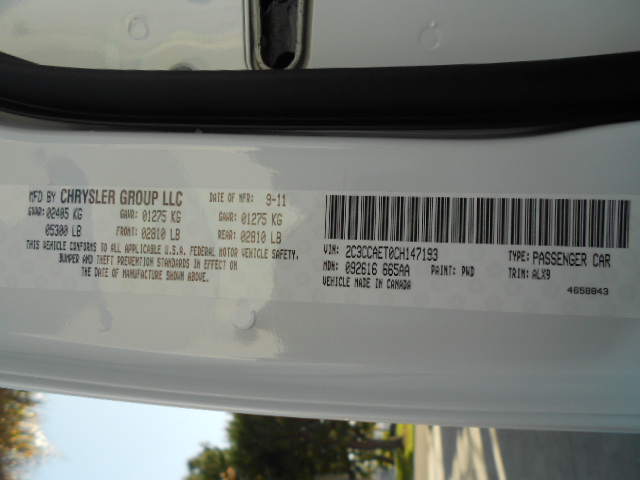 MFD BY CHRYSLER GROUP LLC DATE OF MFR: 9-11
GVWR: 02405 KG GAWR: 01275 KG GAWR: 01275 KG
05300 LB FRONT: 02810 LB REAR: 02810 LB
THIS VEHICLE CONFORMS TO ALL APPLICABLE U.S.A. FEDERAL MOTOR VEHICLE SAFETY,
BUMPER AND THEFT PREVENTION STANDARDS IN EFFECT ON
THE DATE OF MANUFACTURE SHOWN ABOVE.
VIN: 2C3CCAET0CH147193 TYPE: PASSENGER CAR
MDH: 092616 665AA PAINT: PWD TRIM: ALX9
VEHICLE MADE IN CANADA
4658843